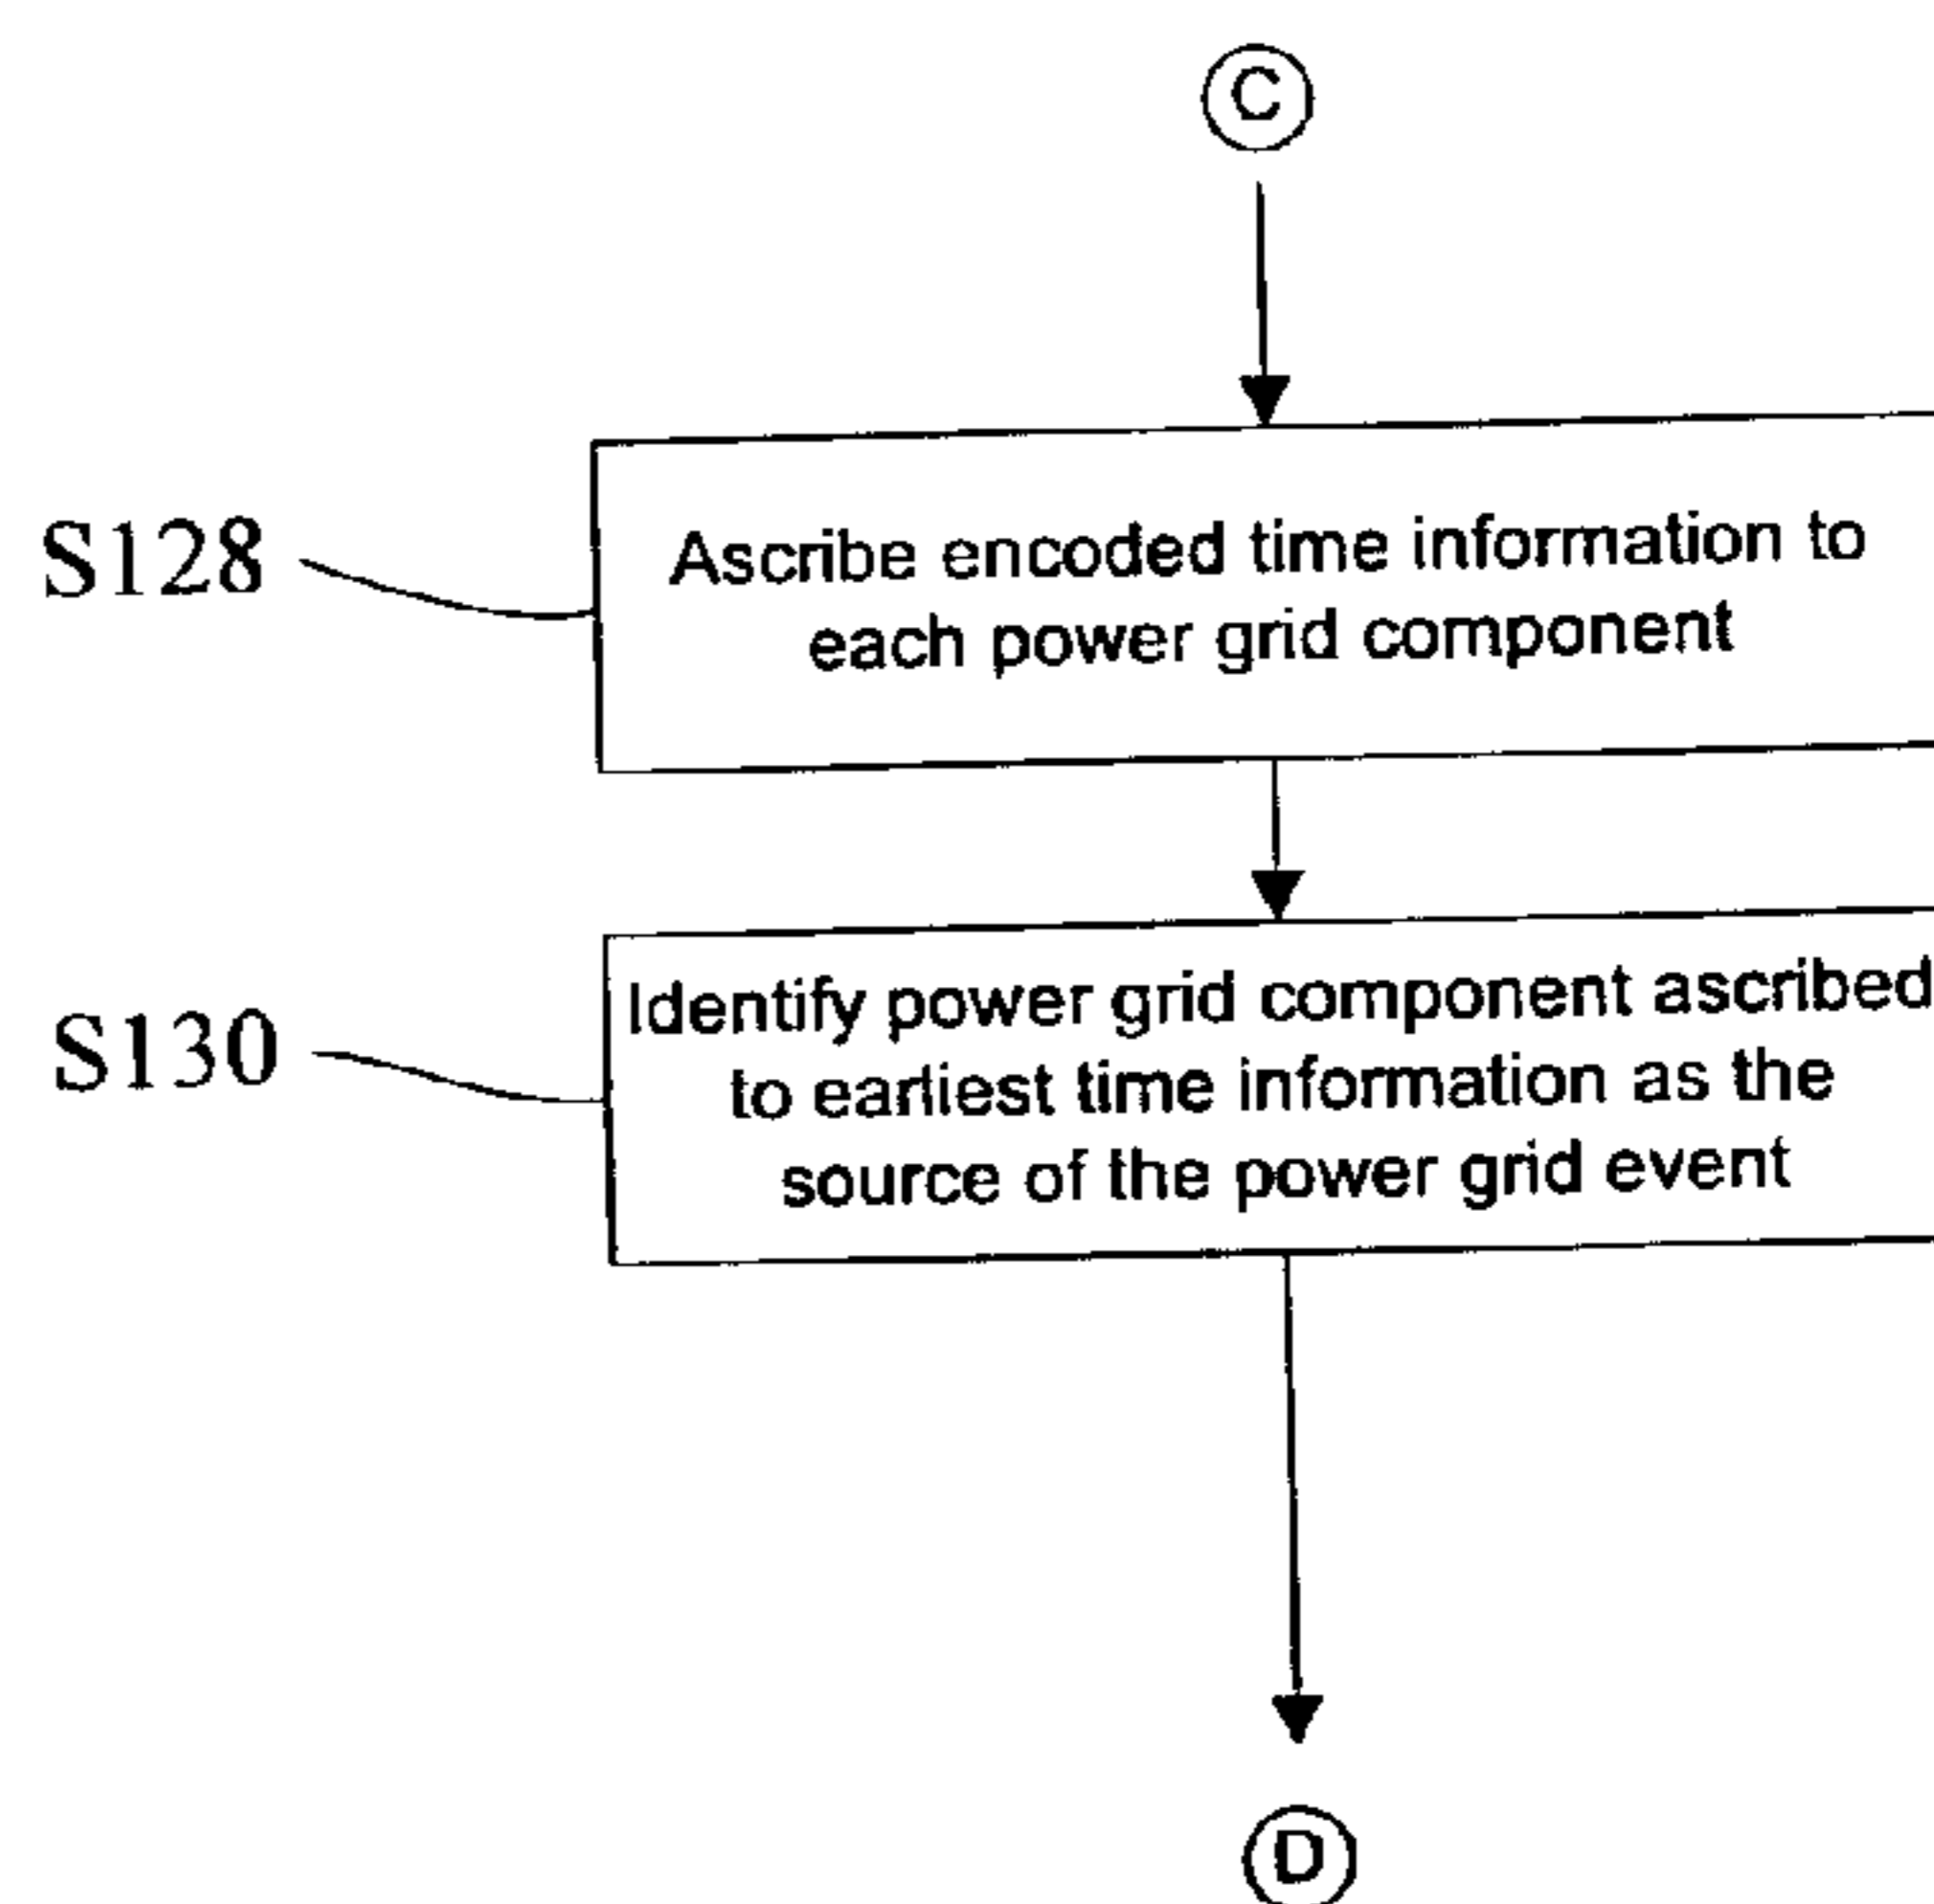 C
S128
Ascribe encoded time information to
each power grid component
S130
Identify power grid component ascribed
to earliest time information as the
source of the power grid event
D